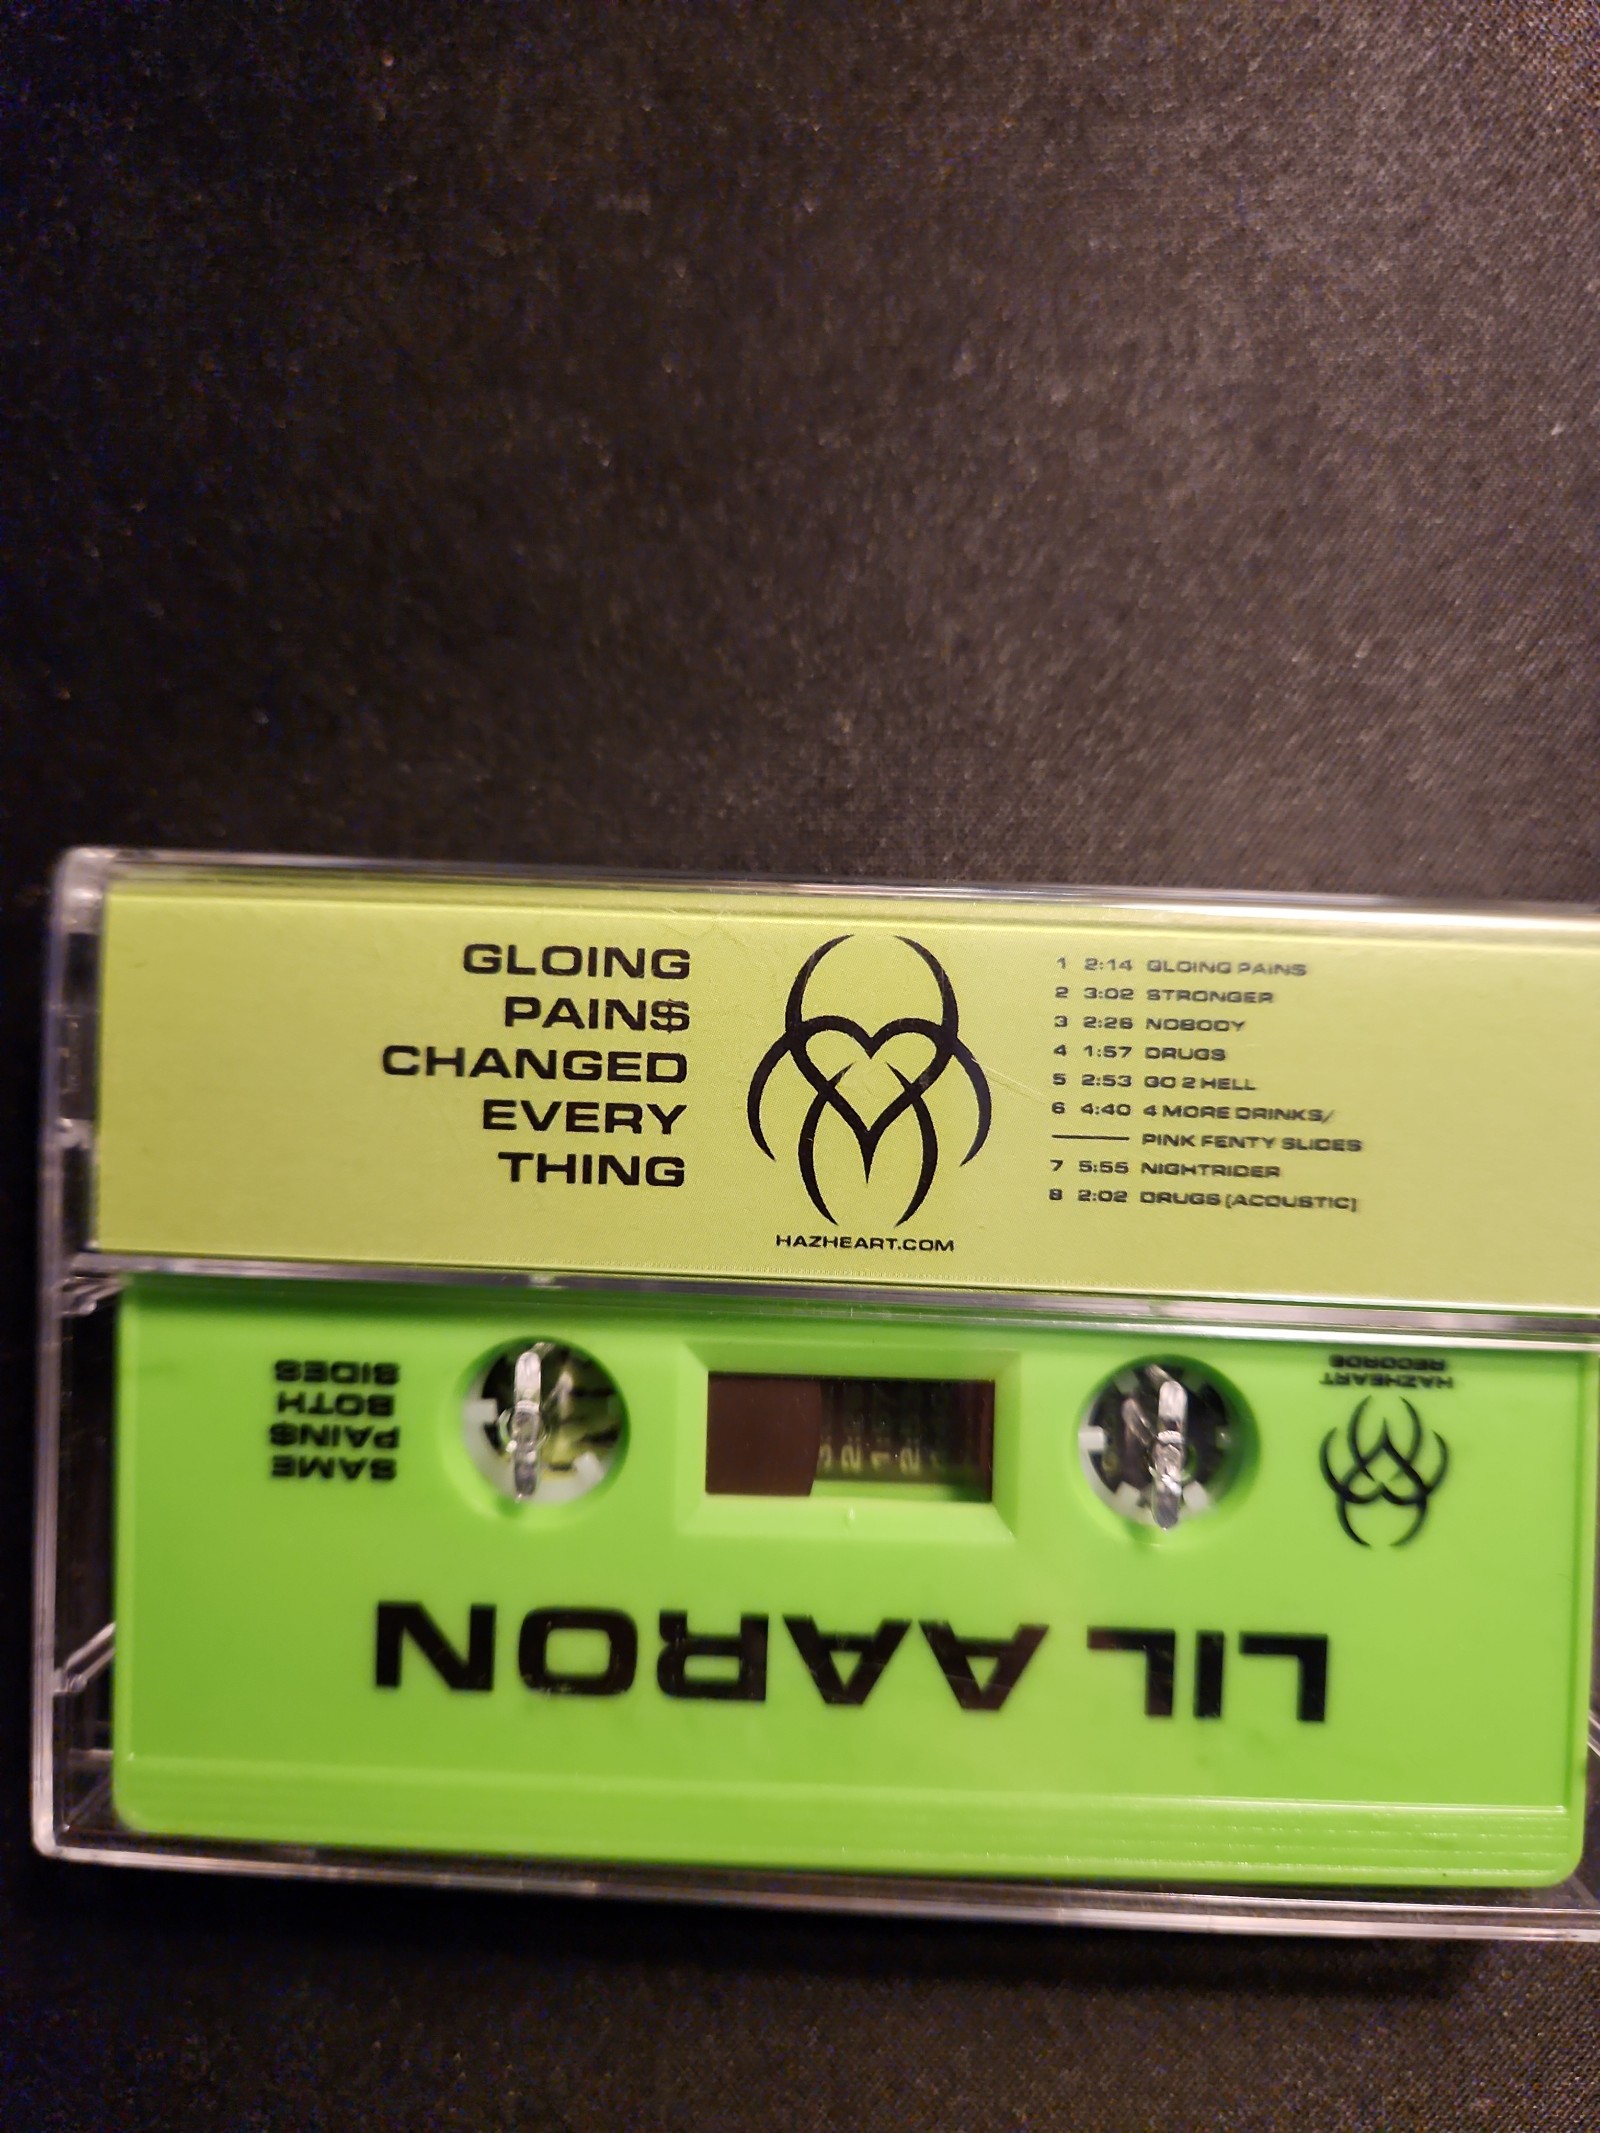 GLOING
PAIN$
CHANGED
EVERY
THING
HAZHEART.COM
1 2:14 GLOING PAINS
2 3:02 STRONGER
3 2:26 NOBODY
4 1:57 DRUGS
5 2:53 GO 2 HELL
6 4:40 4 MORE DRINKS/
PINK FENTY SLIDES
7 5:55 NIGHTRIDER
8 2:02 DRUGS (ACOUSTIC)
LIL AARON
HAZHEART
RECORDS
SAME
PAIN$
BOTH
SIDES